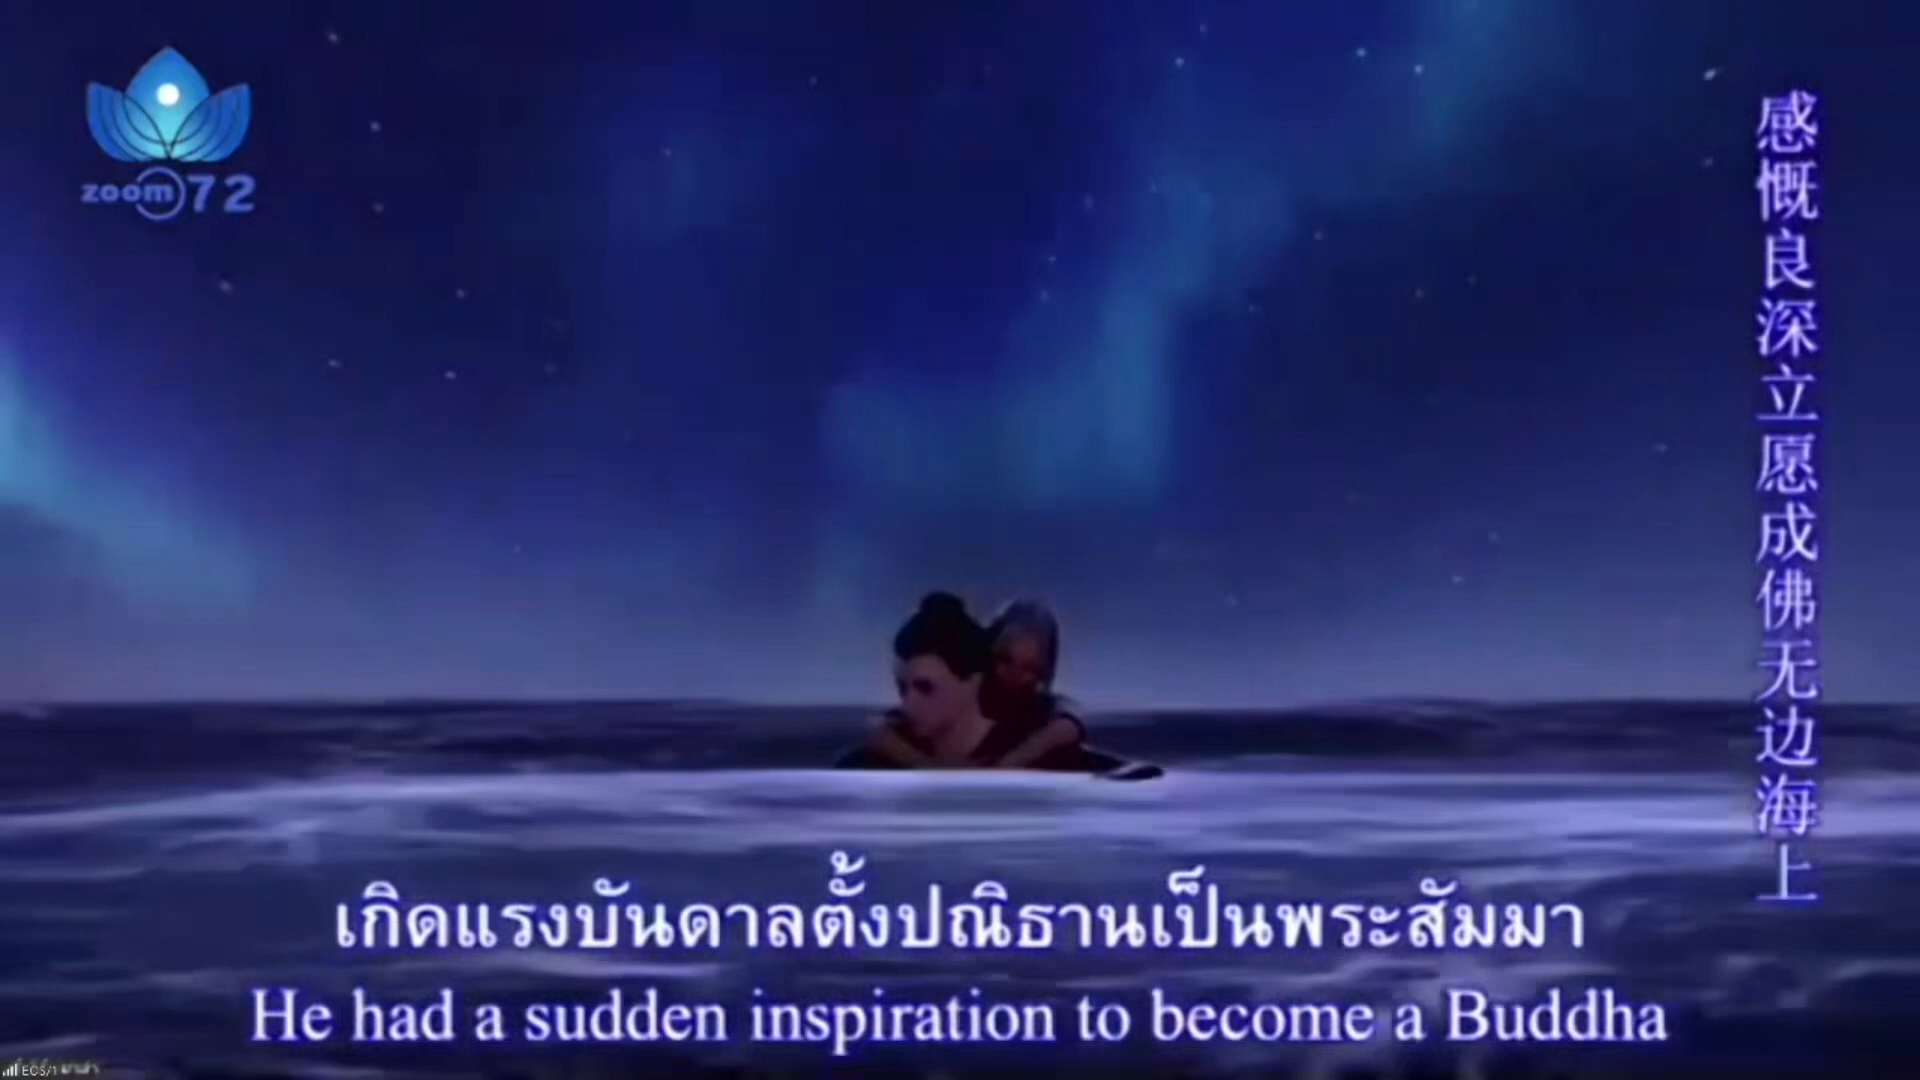 zoom72
感慨良深立愿成佛无边海上
เกิดแรงบันดาลตั้งปณิธานเป็นพระสัมมา
He had a sudden inspiration to become a Buddha